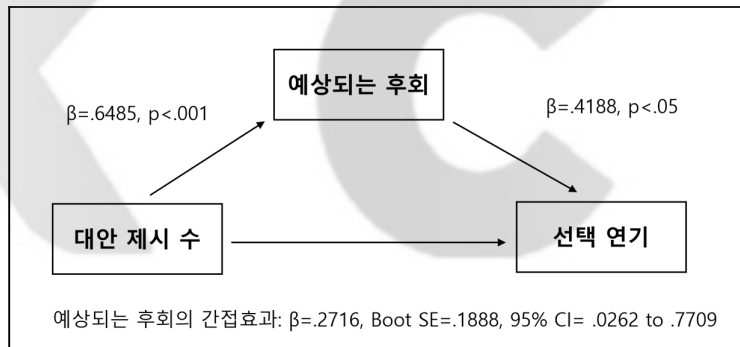 예상되는 후회
β=.6485, p<.001
β=.4188, p<.05
대안 제시 수
선택 연기
예상되는 후회의 간접효과: β=.2716, Boot SE=.1888, 95% CI= .0262 to .7709